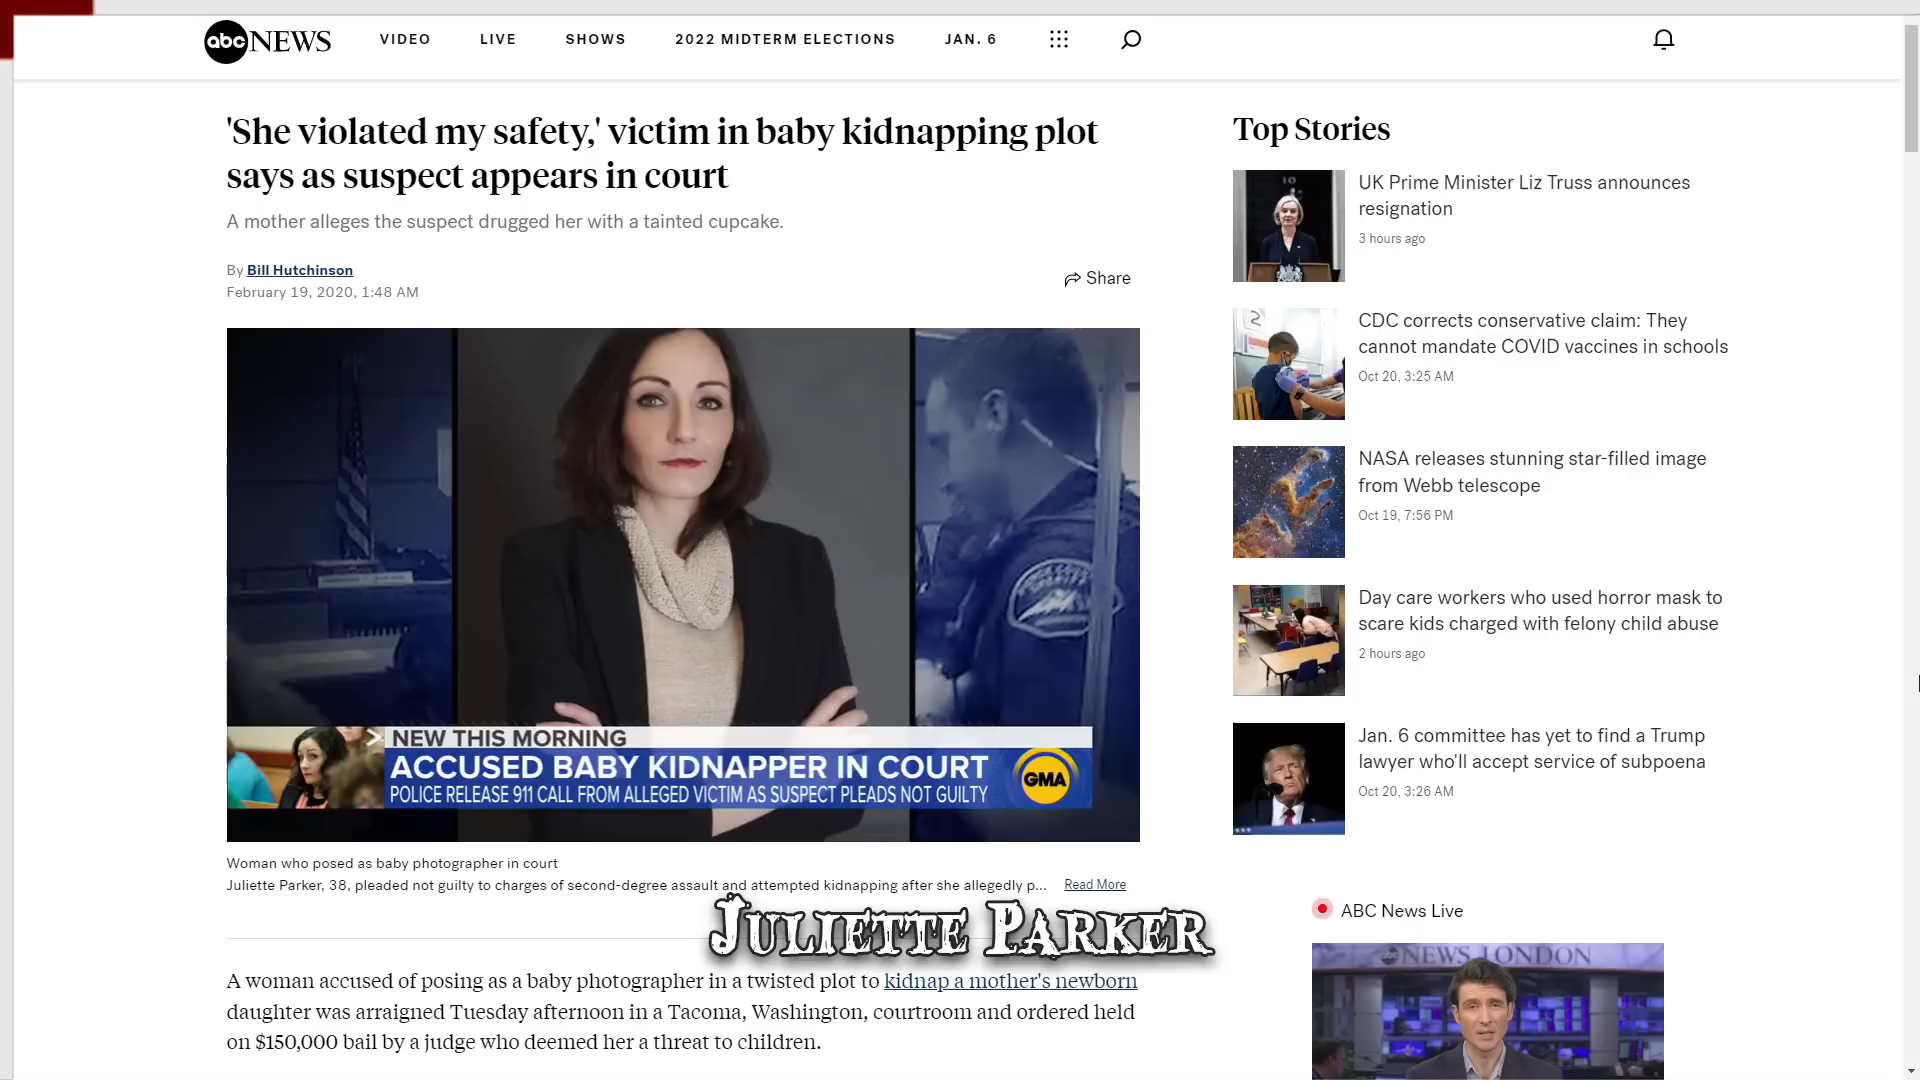 abc NEWS VIDEO LIVE SHOWS 2022 MIDTERM ELECTIONS JAN. 6
'She violated my safety,' victim in baby kidnapping plot
says as suspect appears in court
A mother alleges the suspect drugged her with a tainted cupcake.
By Bill Hutchinson
February 19, 2020, 1:48 AM
Share
NEW THIS MORNING
ACCUSED BABY KIDNAPPER IN COURT
POLICE RELEASE 911 CALL FROM ALLEGED VICTIM AS SUSPECT PLEADS NOT GUILTY
GMA
Woman who posed as baby photographer in court
Juliette Parker, 38, pleaded not guilty to charges of second-degree assault and attempted kidnapping after she allegedly p... Read More
JULIETTE PARKER
A woman accused of posing as a baby photographer in a twisted plot to kidnap a mother's newborn
daughter was arraigned Tuesday afternoon in a Tacoma, Washington, courtroom and ordered held
on $150,000 bail by a judge who deemed her a threat to children.
Top Stories
UK Prime Minister Liz Truss announces
resignation
3 hours ago
CDC corrects conservative claim: They
cannot mandate COVID vaccines in schools
Oct 20, 3:25 AM
NASA releases stunning star-filled image
from Webb telescope
Oct 19, 7:56 PM
Day care workers who used horror mask to
scare kids charged with felony child abuse
2 hours ago
Jan. 6 committee has yet to find a Trump
lawyer who'll accept service of subpoena
Oct 20, 3:26 AM
ABC News Live
NEWS LONDON